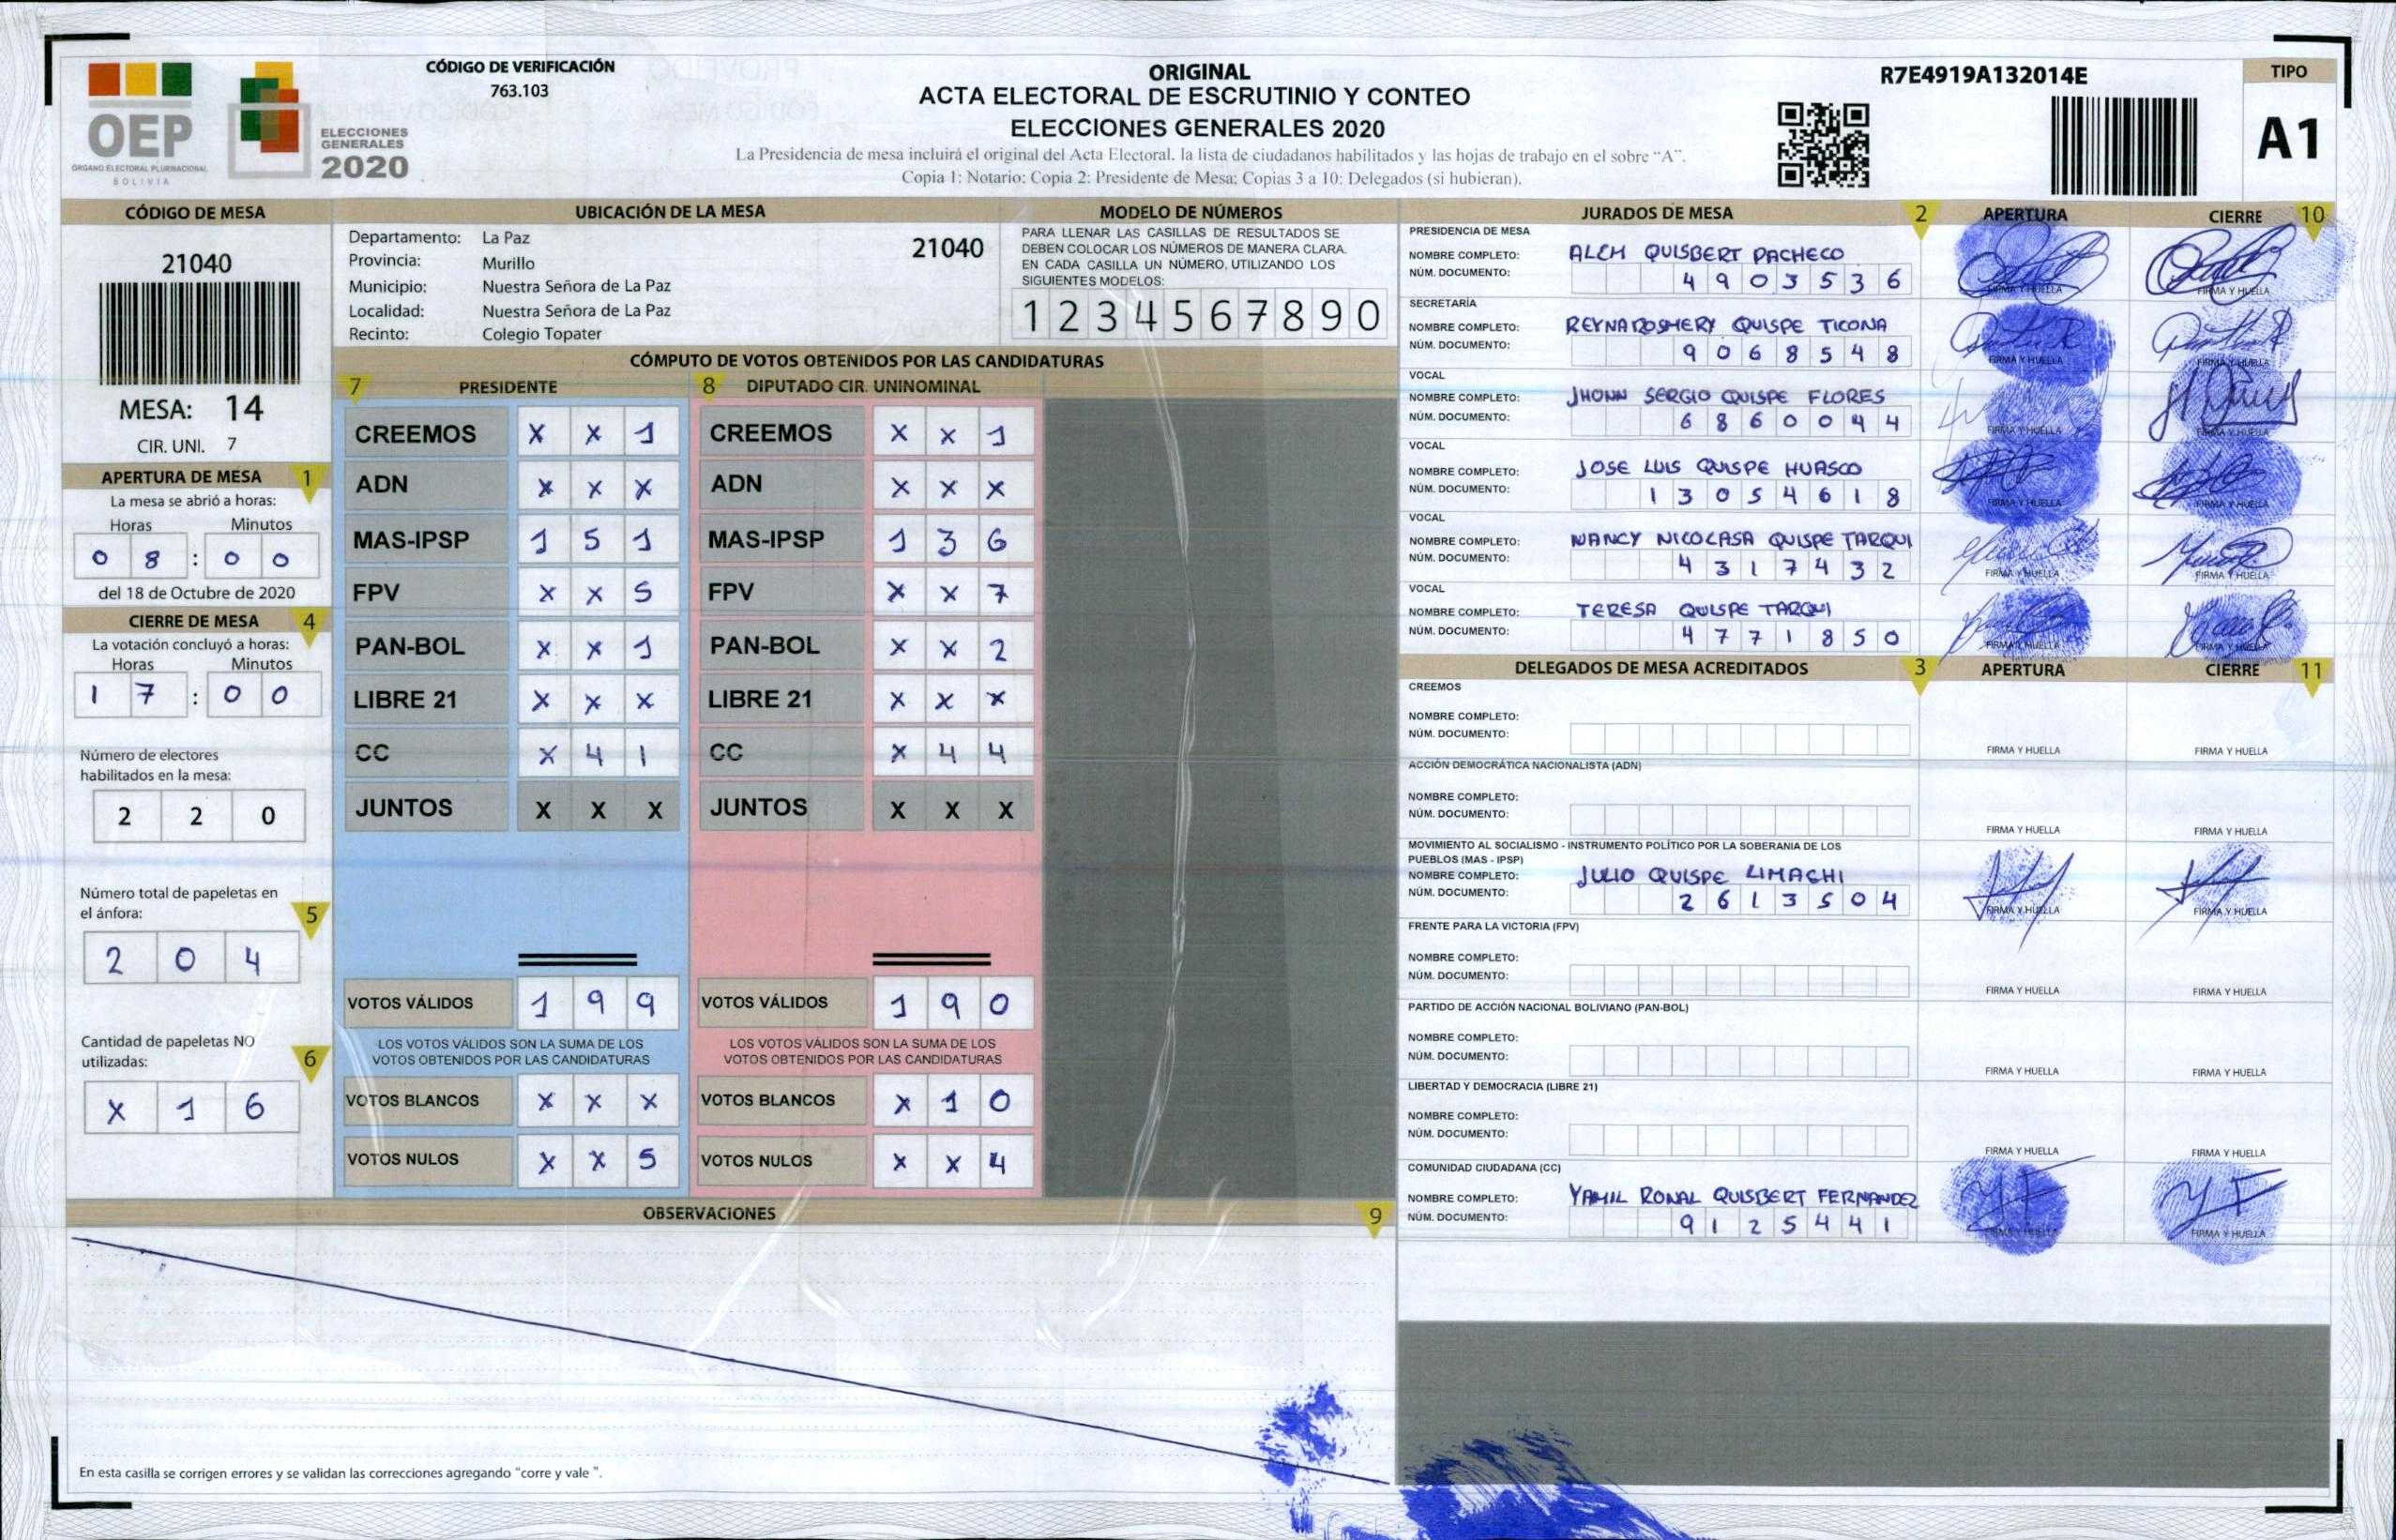 OEP
ÓRGANO ELECTORAL PLURINACIONAL
BOLIVIA
ELECCIONES
GENERALES
2020
CÓDIGO DE VERIFICACIÓN
763.103
ORIGINAL
ACTA ELECTORAL DE ESCRUTINIO Y CONTEO
ELECCIONES GENERALES 2020
La Presidencia de mesa incluirá el original del Acta Electoral, la lista de ciudadanos habilitados y las hojas de trabajo en el sobre "A".
Copia 1: Notario; Copia 2: Presidente de Mesa; Copias 3 a 10: Delegados (si hubieran).
R7E4919A132014E
TIPO
A1
CÓDIGO DE MESA
21040
MESA: 14
CIR. UNI. 7
APERTURA DE MESA 1
La mesa se abrió a horas:
Horas Minutos
0 8 : 0 0
del 18 de Octubre de 2020
CIERRE DE MESA 4
La votación concluyó a horas:
Horas Minutos
1 7 : 0 0
Número de electores
habilitados en la mesa:
2 2 0
Número total de papeletas en
el ánfora: 5
2 0 4
Cantidad de papeletas NO
utilizadas: 6
X 1 6
UBICACIÓN DE LA MESA
Departamento: La Paz
21040
Provincia: Murillo
Municipio: Nuestra Señora de La Paz
Localidad: Nuestra Señora de La Paz
Recinto: Colegio Topater
MODELO DE NÚMEROS
PARA LLENAR LAS CASILLAS DE RESULTADOS SE
DEBEN COLOCAR LOS NÚMEROS DE MANERA CLARA.
EN CADA CASILLA UN NÚMERO, UTILIZANDO LOS
SIGUIENTES MODELOS:
1 2 3 4 5 6 7 8 9 0
CÓMPUTO DE VOTOS OBTENIDOS POR LAS CANDIDATURAS
7 PRESIDENTE 8 DIPUTADO CIR. UNINOMINAL
CREEMOS X X 1 CREEMOS X X 1
ADN X X X ADN X X X
MAS-IPSP 1 5 1 MAS-IPSP 1 3 6
FPV X X 5 FPV X X 7
PAN-BOL X X 1 PAN-BOL X X 2
LIBRE 21 X X X LIBRE 21 X X X
CC X 4 1 CC X 4 4
JUNTOS X X X JUNTOS X X X
VOTOS VÁLIDOS 1 9 9 VOTOS VÁLIDOS 1 9 0
LOS VOTOS VÁLIDOS SON LA SUMA DE LOS LOS VOTOS VÁLIDOS SON LA SUMA DE LOS
VOTOS OBTENIDOS POR LAS CANDIDATURAS VOTOS OBTENIDOS POR LAS CANDIDATURAS
VOTOS BLANCOS X X X VOTOS BLANCOS X 1 0
VOTOS NULOS X X 5 VOTOS NULOS X X 4
OBSERVACIONES 9
En esta casilla se corrigen errores y se validan las correcciones agregando "corre y vale ".
JURADOS DE MESA 2 APERTURA CIERRE 10
PRESIDENCIA DE MESA
NOMBRE COMPLETO: ALEM QUISBERT PACHECO
NÚM. DOCUMENTO: 4 9 0 3 5 3 6
FIRMA Y HUELLA FIRMA Y HUELLA
SECRETARÍA
NOMBRE COMPLETO: REYNA ROSMERY QUISPE TICONA
NÚM. DOCUMENTO: 9 0 6 8 5 4 8
FIRMA Y HUELLA FIRMA Y HUELLA
VOCAL
NOMBRE COMPLETO: JHONN SERGIO QUISPE FLORES
NÚM. DOCUMENTO: 6 8 6 0 0 4 4
FIRMA Y HUELLA FIRMA Y HUELLA
VOCAL
NOMBRE COMPLETO: JOSE LUIS QUISPE HUASCO
NÚM. DOCUMENTO: 1 3 0 5 4 6 1 8
FIRMA Y HUELLA FIRMA Y HUELLA
VOCAL
NOMBRE COMPLETO: NANCY NICOLASA QUISPE TARQUI
NÚM. DOCUMENTO: 4 3 1 7 4 3 2
FIRMA Y HUELLA FIRMA Y HUELLA
VOCAL
NOMBRE COMPLETO: TERESA QUISPE TARQUI
NÚM. DOCUMENTO: 4 7 7 1 8 5 0
FIRMA Y HUELLA FIRMA Y HUELLA
DELEGADOS DE MESA ACREDITADOS 3 APERTURA CIERRE 11
CREEMOS
NOMBRE COMPLETO:
NÚM. DOCUMENTO:
FIRMA Y HUELLA FIRMA Y HUELLA
ACCIÓN DEMOCRÁTICA NACIONALISTA (ADN)
NOMBRE COMPLETO:
NÚM. DOCUMENTO:
FIRMA Y HUELLA FIRMA Y HUELLA
MOVIMIENTO AL SOCIALISMO - INSTRUMENTO POLÍTICO POR LA SOBERANIA DE LOS
PUEBLOS (MAS - IPSP)
NOMBRE COMPLETO: JULIO QUISPE LIMACHI
NÚM. DOCUMENTO: 2 6 1 3 5 0 4
FIRMA Y HUELLA FIRMA Y HUELLA
FRENTE PARA LA VICTORIA (FPV)
NOMBRE COMPLETO:
NÚM. DOCUMENTO:
FIRMA Y HUELLA FIRMA Y HUELLA
PARTIDO DE ACCIÓN NACIONAL BOLIVIANO (PAN-BOL)
NOMBRE COMPLETO:
NÚM. DOCUMENTO:
FIRMA Y HUELLA FIRMA Y HUELLA
LIBERTAD Y DEMOCRACIA (LIBRE 21)
NOMBRE COMPLETO:
NÚM. DOCUMENTO:
FIRMA Y HUELLA FIRMA Y HUELLA
COMUNIDAD CIUDADANA (CC)
NOMBRE COMPLETO: YAMIL RONAL QUISBERT FERNANDEZ
NÚM. DOCUMENTO: 9 1 2 5 4 4 1
FIRMA Y HUELLA FIRMA Y HUELLA